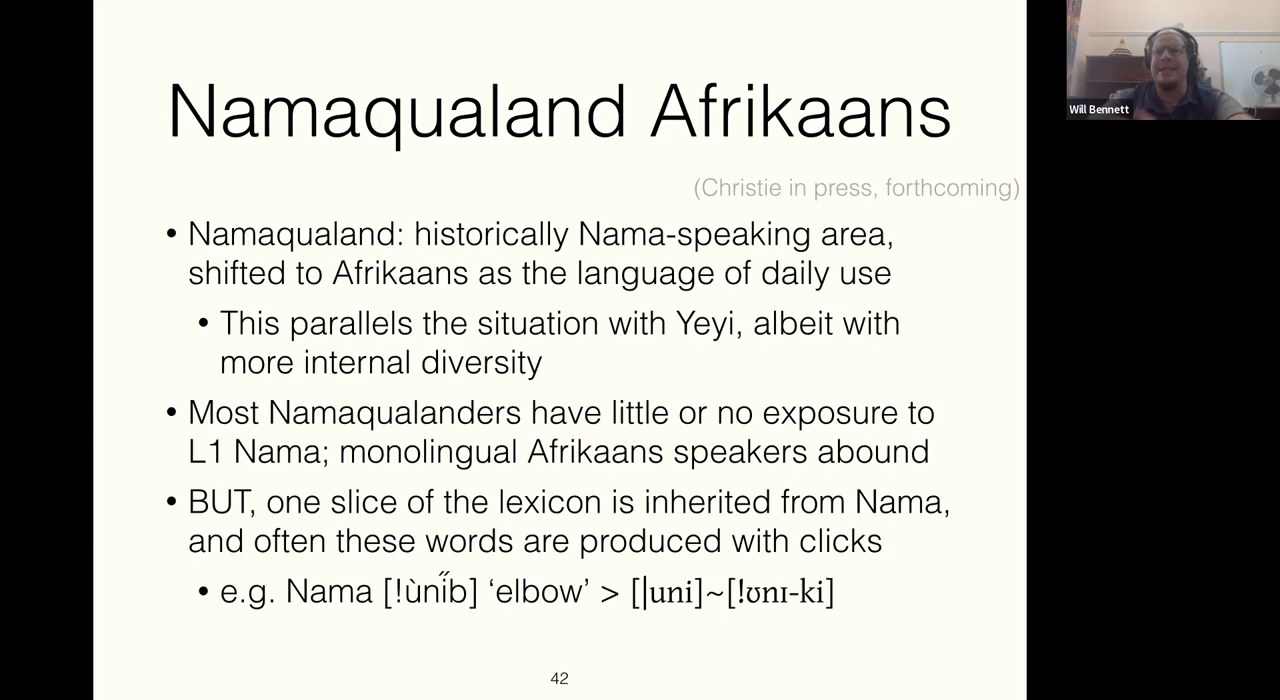 Namaqualand Afrikaans
(Christie in press, forthcoming)
• Namaqualand: historically Nama-speaking area,
shifted to Afrikaans as the language of daily use
• This parallels the situation with Yeyi, albeit with
more internal diversity
• Most Namaqualanders have little or no exposure to
L1 Nama; monolingual Afrikaans speakers abound
• BUT, one slice of the lexicon is inherited from Nama,
and often these words are produced with clicks
• e.g. Nama [!ùnı̋b] ‘elbow’ > [|uni]~[!ʊnɪ-ki]
42
Will Bennett